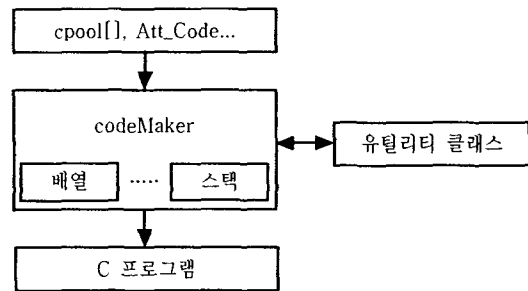 cpool[], Att_Code...
codeMaker
유틸리티 클래스
배열 ..... 스택
C 프로그램